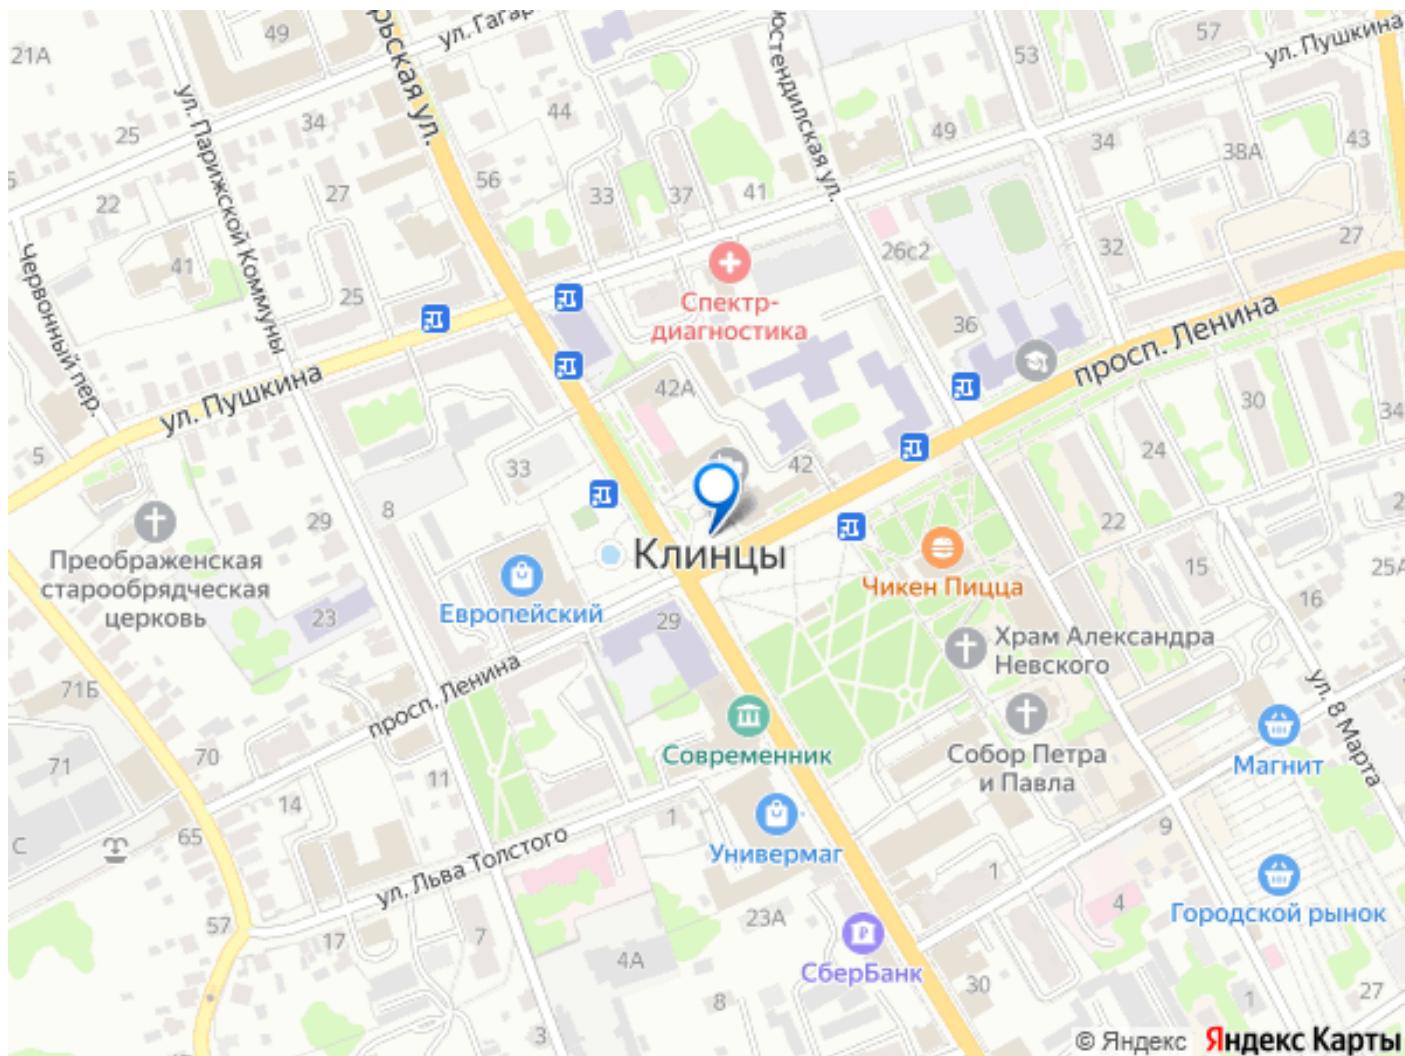 21А
49
ул. Гагар
рьская ул.
ростендилская ул.
53
57
ул. Пушкина
25
34
44
49
34
38А
43
ул. Парижской Коммуны
22
27
56
33
37
41
26с2
32
27
41
25
Червонный пер.
Спектр-
диагностика
36
просп. Ленина
ул. Пушкина
42А
30
34
5
33
42
24
8
29
22
Преображенская
старообрядческая
церковь
Клинцы
Чикен Пицца
15
25А
16
Европейский
23
29
Храм Александра
Невского
71Б
просп. Ленина
ул. 8 Марта
70
71
11
Современник
Собор Петра
и Павла
Магнит
14
1
65
С
ул. Льва Толстого
Универмаг
9
1
57
17
7
23А
4
Городской рынок
4А
СберБанк
30
8
3
1
27
© Яндекс Яндекс Карты